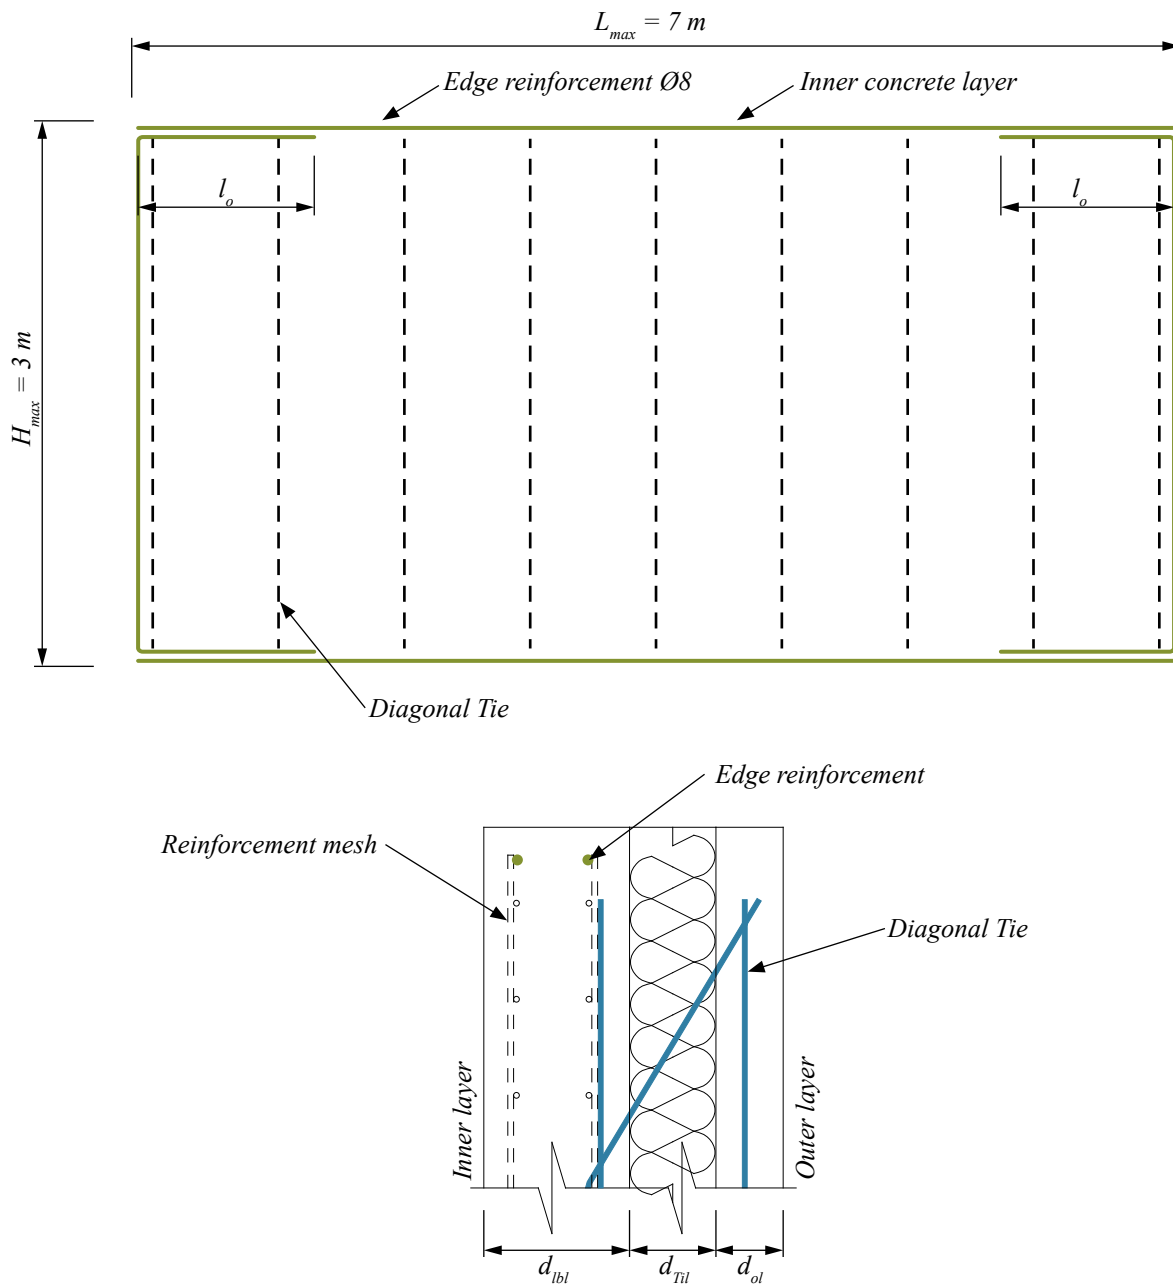 L_max = 7 m
Edge reinforcement Ø8
Inner concrete layer
l_o
l_o
H_max = 3 m
Diagonal Tie
Edge reinforcement
Reinforcement mesh
Diagonal Tie
Inner layer
Outer layer
d_lbl
d_Til
d_ol